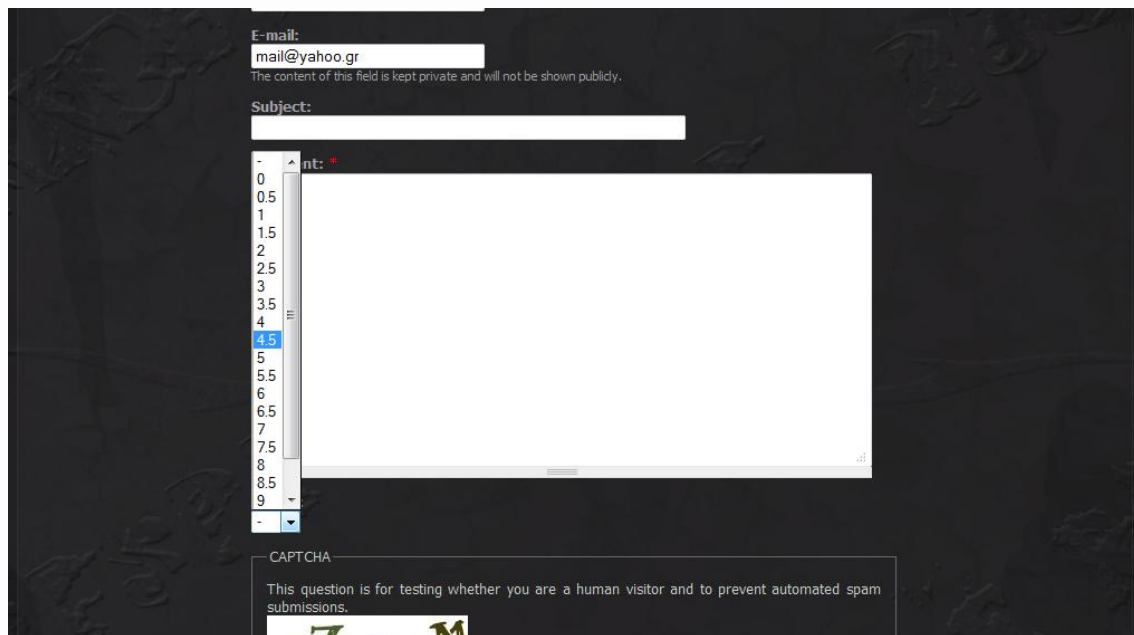 E-mail:
mail@yahoo.gr
The content of this field is kept private and will not be shown publicly.
Subject:
nt: *
-
0
0.5
1
1.5
2
2.5
3
3.5
4
4.5
5
5.5
6
6.5
7
7.5
8
8.5
9
-
CAPTCHA
This question is for testing whether you are a human visitor and to prevent automated spam
submissions.